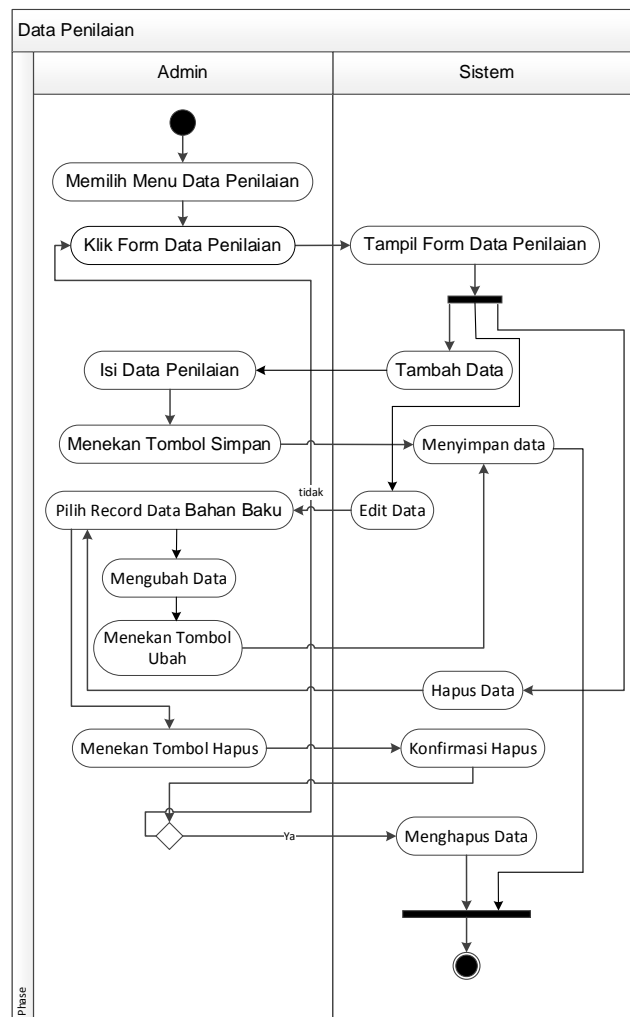 Data Penilaian
Admin
Sistem
Memilih Menu Data Penilaian
Klik Form Data Penilaian
Tampil Form Data Penilaian
Isi Data Penilaian
Tambah Data
Menekan Tombol Simpan
Menyimpan data
tidak
Pilih Record Data Bahan Baku
Edit Data
Mengubah Data
Menekan Tombol
Ubah
Hapus Data
Menekan Tombol Hapus
Konfirmasi Hapus
Ya
Menghapus Data
Phase